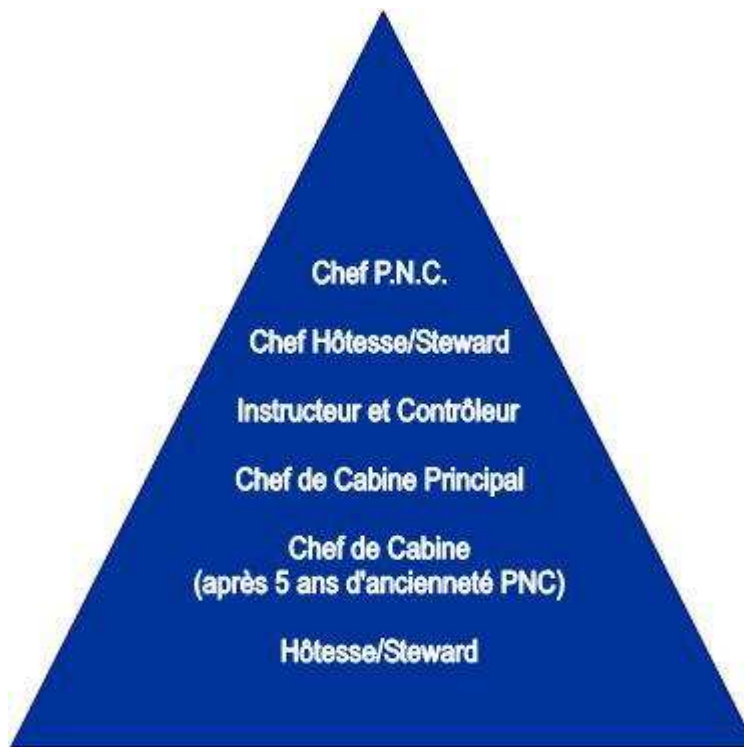 Chef P.N.C.
Chef Hôtesse/Steward
Instructeur et Contrôleur
Chef de Cabine Principal
Chef de Cabine
(après 5 ans d'ancienneté PNC)
Hôtesse/Steward